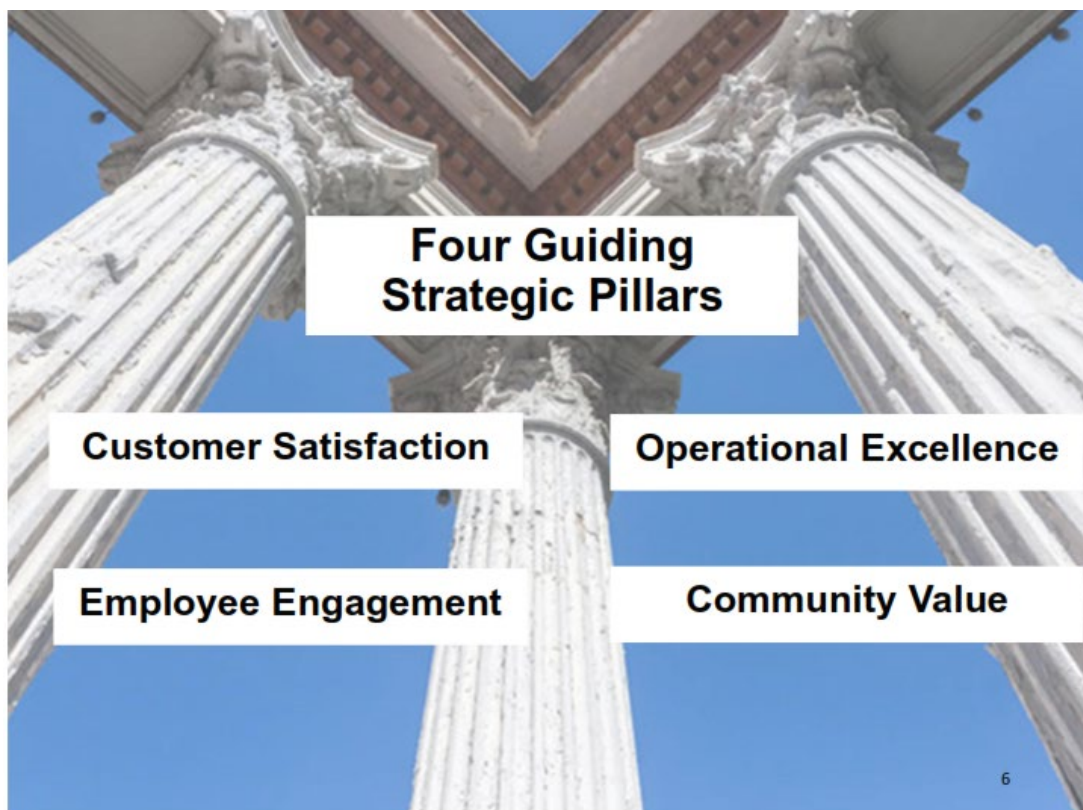 Four Guiding
Strategic Pillars
Customer Satisfaction
Operational Excellence
Employee Engagement
Community Value
6